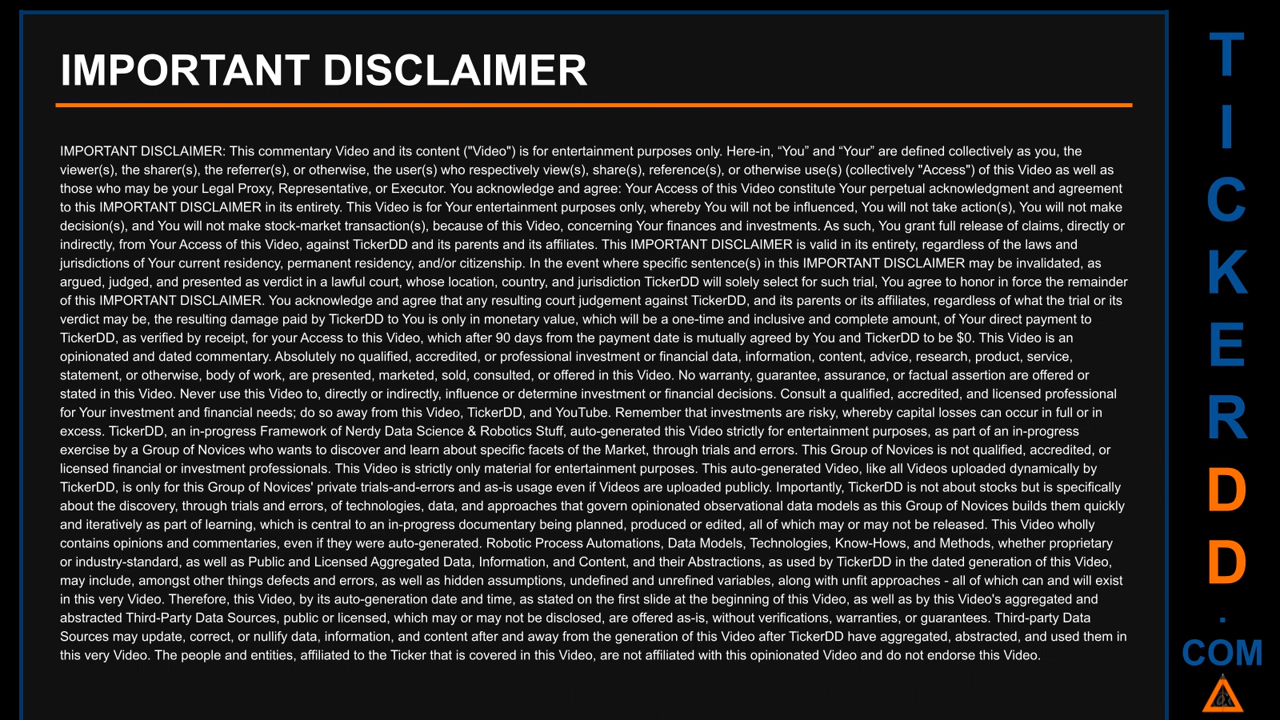 IMPORTANT DISCLAIMER
IMPORTANT DISCLAIMER: This commentary Video and its content ("Video") is for entertainment purposes only. Here-in, “You” and “Your” are defined collectively as you, the
viewer(s), the sharer(s), the referrer(s), or otherwise, the user(s) who respectively view(s), share(s), reference(s), or otherwise use(s) (collectively "Access") of this Video as well as
those who may be your Legal Proxy, Representative, or Executor. You acknowledge and agree: Your Access of this Video constitute Your perpetual acknowledgment and agreement
to this IMPORTANT DISCLAIMER in its entirety. This Video is for Your entertainment purposes only, whereby You will not be influenced, You will not take action(s), You will not make
decision(s), and You will not make stock-market transaction(s), because of this Video, concerning Your finances and investments. As such, You grant full release of claims, directly or
indirectly, from Your Access of this Video, against TickerDD and its parents and its affiliates. This IMPORTANT DISCLAIMER is valid in its entirety, regardless of the laws and
jurisdictions of Your current residency, permanent residency, and/or citizenship. In the event where specific sentence(s) in this IMPORTANT DISCLAIMER may be invalidated, as
argued, judged, and presented as verdict in a lawful court, whose location, country, and jurisdiction TickerDD will solely select for such trial, You agree to honor in force the remainder
of this IMPORTANT DISCLAIMER. You acknowledge and agree that any resulting court judgement against TickerDD, and its parents or its affiliates, regardless of what the trial or its
verdict may be, the resulting damage paid by TickerDD to You is only in monetary value, which will be a one-time and inclusive and complete amount, of Your direct payment to
TickerDD, as verified by receipt, for your Access to this Video, which after 90 days from the payment date is mutually agreed by You and TickerDD to be $0. This Video is an
opinionated and dated commentary. Absolutely no qualified, accredited, or professional investment or financial data, information, content, advice, research, product, service,
statement, or otherwise, body of work, are presented, marketed, sold, consulted, or offered in this Video. No warranty, guarantee, assurance, or factual assertion are offered or
stated in this Video. Never use this Video to, directly or indirectly, influence or determine investment or financial decisions. Consult a qualified, accredited, and licensed professional
for Your investment and financial needs; do so away from this Video, TickerDD, and YouTube. Remember that investments are risky, whereby capital losses can occur in full or in
excess. TickerDD, an in-progress Framework of Nerdy Data Science & Robotics Stuff, auto-generated this Video strictly for entertainment purposes, as part of an in-progress
exercise by a Group of Novices who wants to discover and learn about specific facets of the Market, through trials and errors. This Group of Novices is not qualified, accredited, or
licensed financial or investment professionals. This Video is strictly only material for entertainment purposes. This auto-generated Video, like all Videos uploaded dynamically by
TickerDD, is only for this Group of Novices' private trials-and-errors and as-is usage even if Videos are uploaded publicly. Importantly, TickerDD is not about stocks but is specifically
about the discovery, through trials and errors, of technologies, data, and approaches that govern opinionated observational data models as this Group of Novices builds them quickly
and iteratively as part of learning, which is central to an in-progress documentary being planned, produced or edited, all of which may or may not be released. This Video wholly
contains opinions and commentaries, even if they were auto-generated. Robotic Process Automations, Data Models, Technologies, Know-Hows, and Methods, whether proprietary
or industry-standard, as well as Public and Licensed Aggregated Data, Information, and Content, and their Abstractions, as used by TickerDD in the dated generation of this Video,
may include, amongst other things defects and errors, as well as hidden assumptions, undefined and unrefined variables, along with unfit approaches - all of which can and will exist
in this very Video. Therefore, this Video, by its auto-generation date and time, as stated on the first slide at the beginning of this Video, as well as by this Video's aggregated and
abstracted Third-Party Data Sources, public or licensed, which may or may not be disclosed, are offered as-is, without verifications, warranties, or guarantees. Third-party Data
Sources may update, correct, or nullify data, information, and content after and away from the generation of this Video after TickerDD have aggregated, abstracted, and used them in
this very Video. The people and entities, affiliated to the Ticker that is covered in this Video, are not affiliated with this opinionated Video and do not endorse this Video.
T
I
C
K
E
R
D
D
.
COM